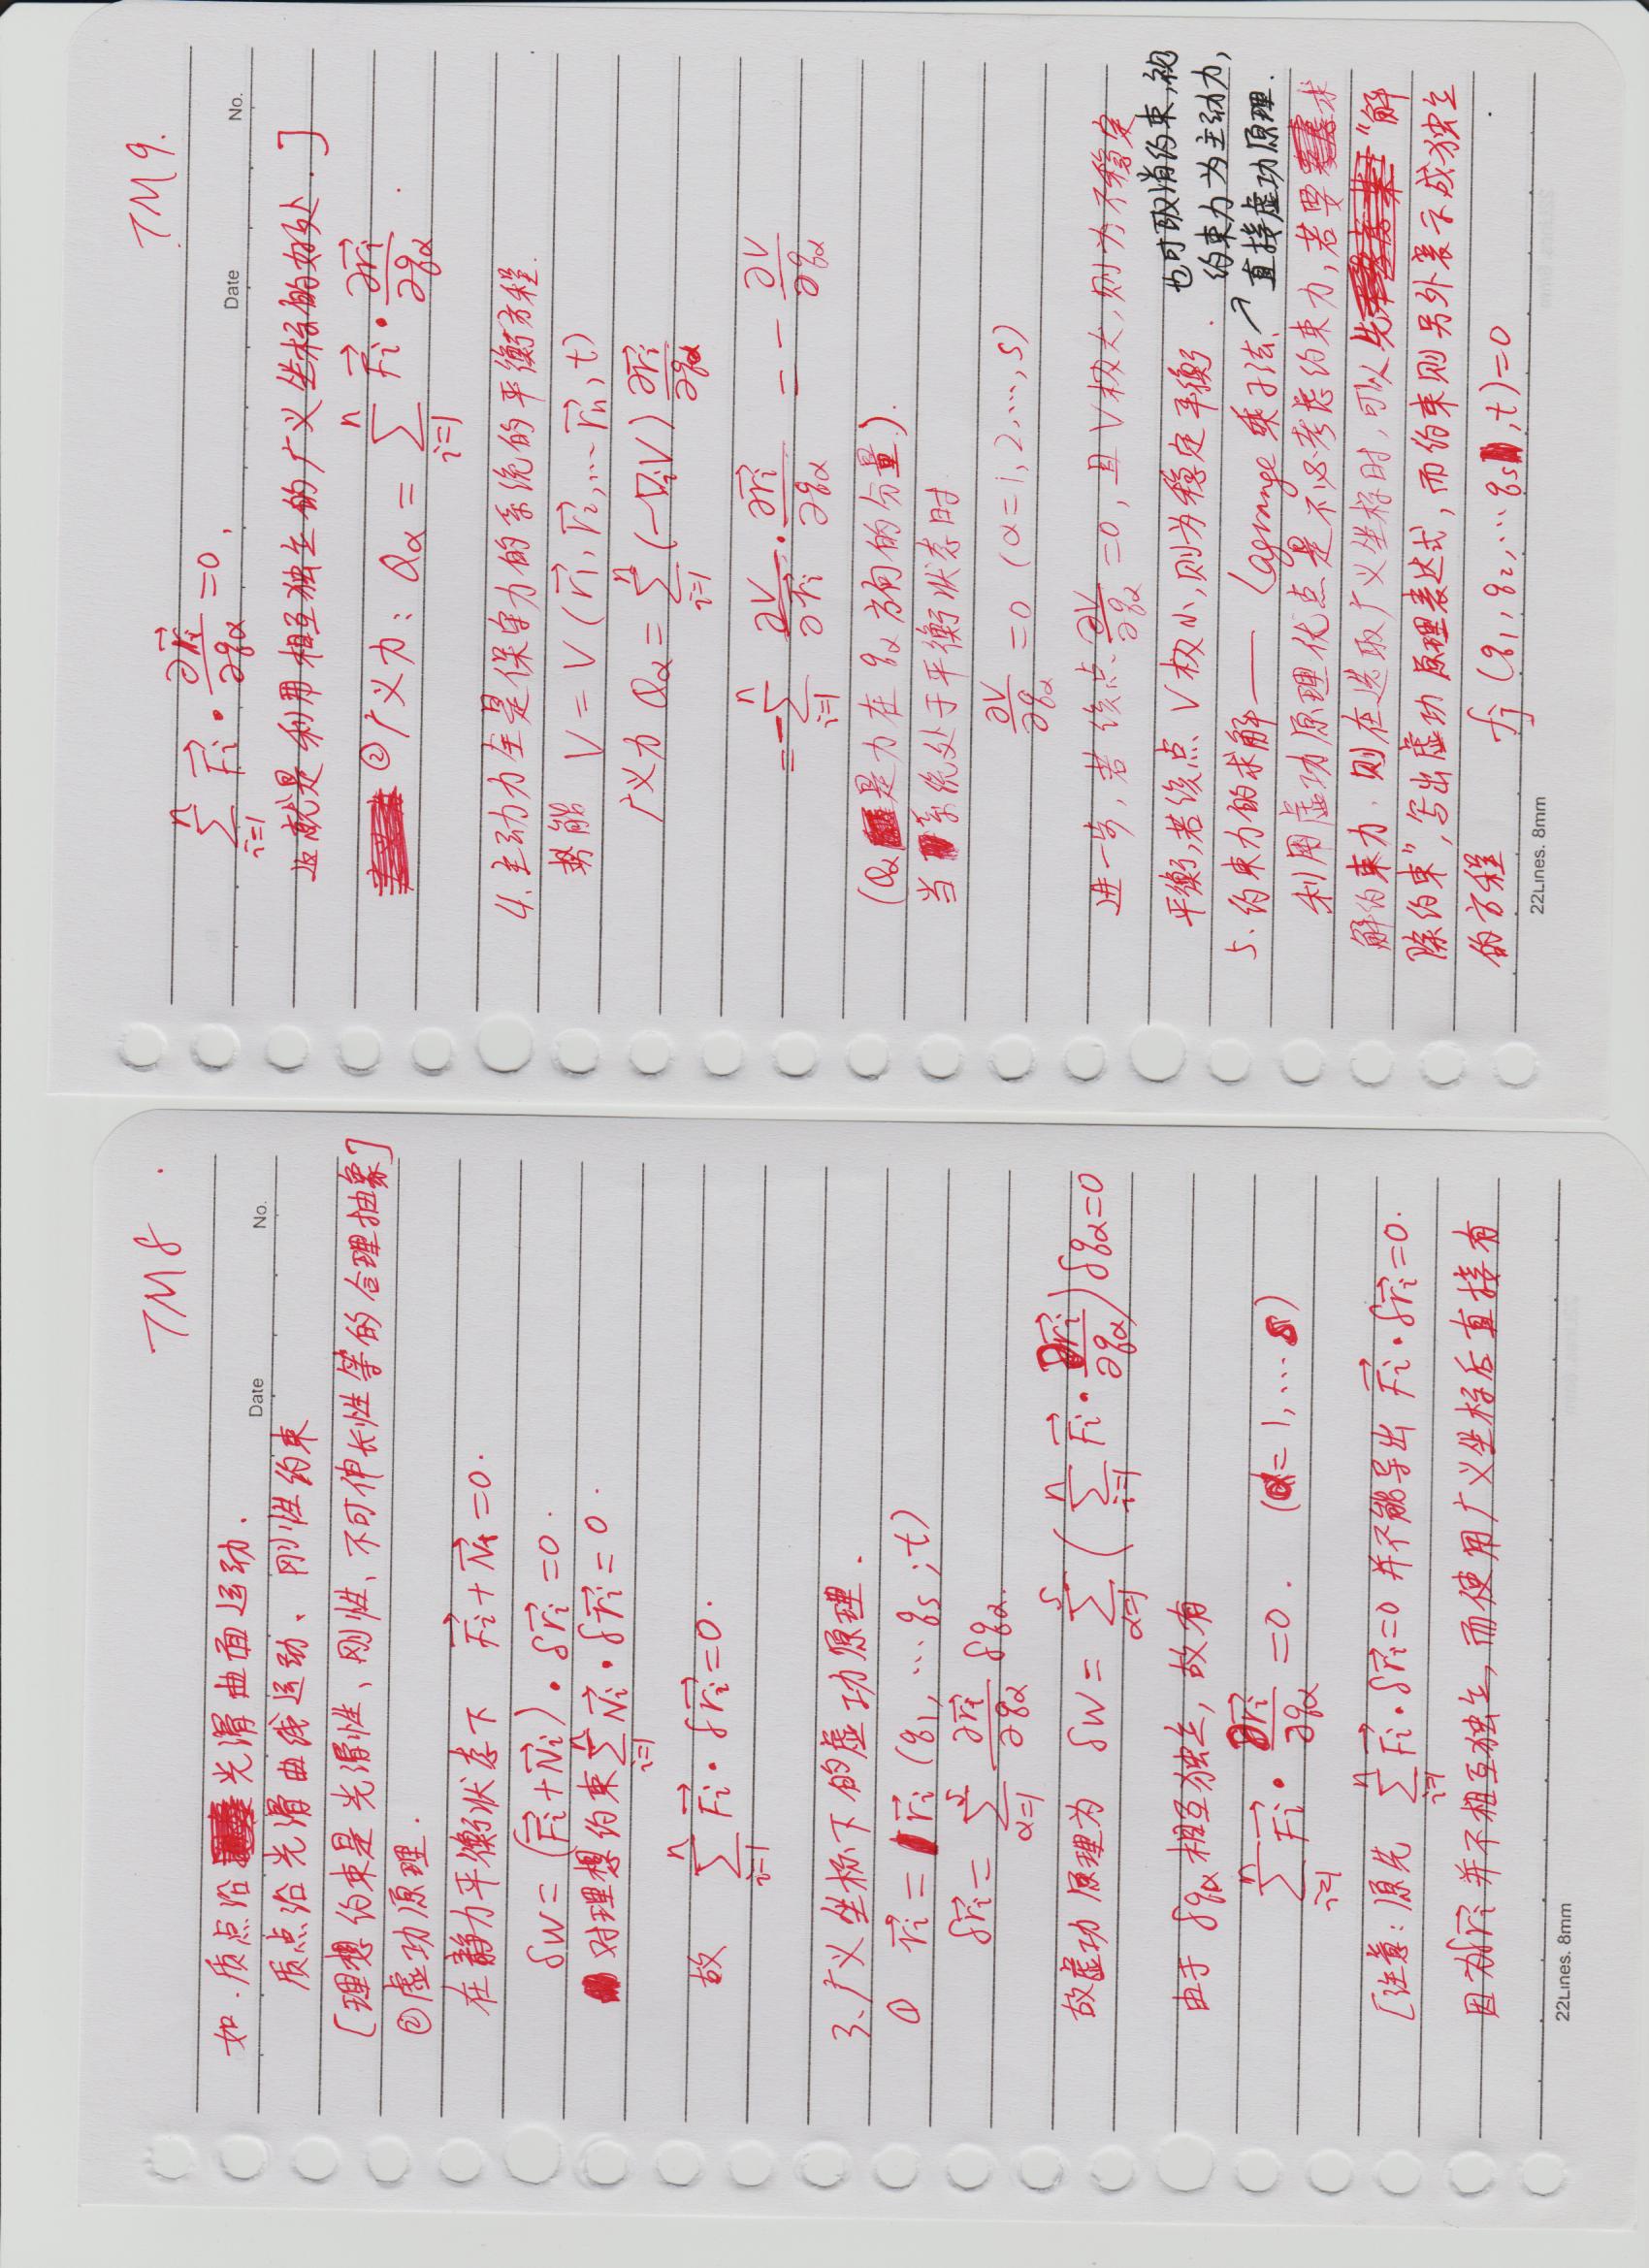 TM8
如.质点沿光滑曲面运动.
Date No.
质点沿光滑曲线运动、刚性约束
[理想约束是光滑性、刚性、不可伸长性等的合理抽象]
②虚功原理.
在静力平衡状态下 $\vec{F_i}+\vec{N_i}=0$.
$\delta W=(\vec{F_i}+\vec{N_i})\cdot\delta\vec{r_i}=0$.
对理想约束 $\sum_{i=1}^{n}\vec{N_i}\cdot\delta\vec{r_i}=0$.
故 $\sum_{i=1}^{n}\vec{F_i}\cdot\delta\vec{r_i}=0$.
3、广义坐标下的虚功原理.
① $\vec{r_i}=\vec{r_i}(q_1,\cdots q_s;t)$
$\delta\vec{r_i}=\sum_{\alpha=1}^{s}\frac{\partial\vec{r_i}}{\partial q_\alpha}\delta q_\alpha$.
故虚功原理为 $\delta W=\sum_{\alpha=1}^{s}\left(\sum_{i=1}^{n}\vec{F_i}\cdot\frac{\partial\vec{r_i}}{\partial q_\alpha}\right)\delta q_\alpha=0$
由于 $\delta q_\alpha$ 相互独立,故有
$\sum_{i=1}^{n}\vec{F_i}\cdot\frac{\partial\vec{r_i}}{\partial q_\alpha}=0$. $(\alpha=1,\cdots s)$
[注意:原先 $\sum_{i=1}^{n}\vec{F_i}\cdot\delta\vec{r_i}=0$ 并不能导出 $\vec{F_i}\cdot\delta\vec{r_i}=0$.
因为 $\delta\vec{r_i}$ 并不相互独立,而使用广义坐标后直接有
22Lines. 8mm
TM9.
$\sum_{i=1}^{n}\vec{F_i}\cdot\frac{\partial\vec{r_i}}{\partial q_\alpha}=0$,
Date No.
这就是利用相互独立的广义坐标的好处.]
②广义力: $Q_\alpha=\sum_{i=1}^{n}\vec{F_i}\cdot\frac{\partial\vec{r_i}}{\partial q_\alpha}$.
4、主动力全是保守力的系统的平衡方程.
势能 $V=V(\vec{r_1},\vec{r_2},\cdots\vec{r_n},t)$
广义力 $Q_\alpha=\sum_{i=1}^{n}(-\nabla_i V)\frac{\partial\vec{r_i}}{\partial q_\alpha}$
$=-\sum_{i=1}^{n}\frac{\partial V}{\partial\vec{r_i}}\cdot\frac{\partial\vec{r_i}}{\partial q_\alpha}=-\frac{\partial V}{\partial q_\alpha}$
($Q_\alpha$是力在 $q_\alpha$ 方向的分量.).
当系统处于平衡状态时
$\frac{\partial V}{\partial q_\alpha}=0$ $(\alpha=1,2,\cdots,s)$
进一步,若该点 $\frac{\partial V}{\partial q_\alpha}=0$,且V极大,则为不稳定
平衡,若该点 V极小,则为稳定平衡.
5、约束力的求解—— Lagrange 乘子法、
↗也可取消约束,视
约束力为主动力,
直接虚功原理.
利用虚功原理优点是不必考虑约束力,若要求
解约束力.则在选取广义坐标时,可以先“解
除约束”,写出虚功原理表达式,而约束则另外表示成独立
的方程 $f_j(q_1,q_2,\cdots q_s,t)=0$
22Lines. 8mm